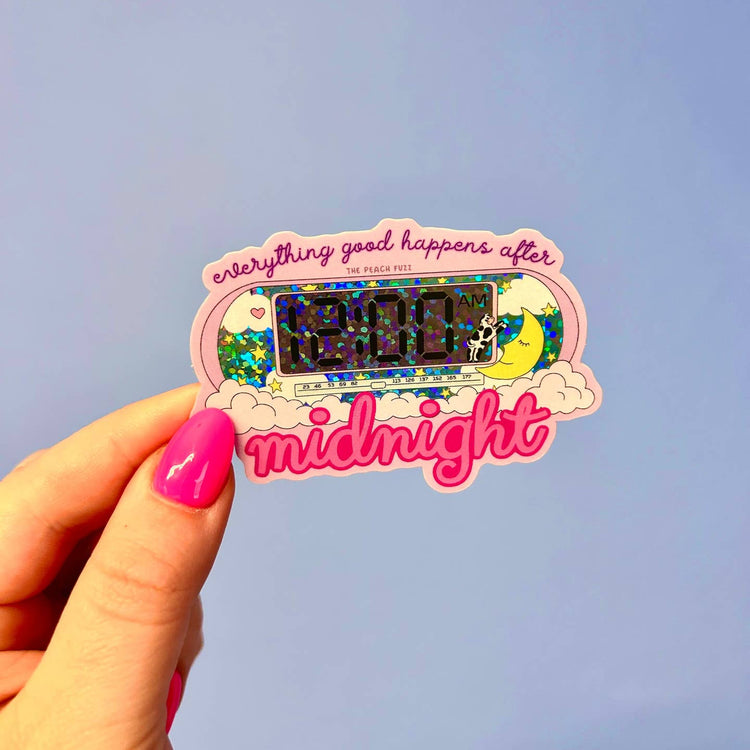 everything good happens after
THE PEACH FUZZ
12:00 AM
23 46 53 69 82 113 126 137 152 165 177
midnight